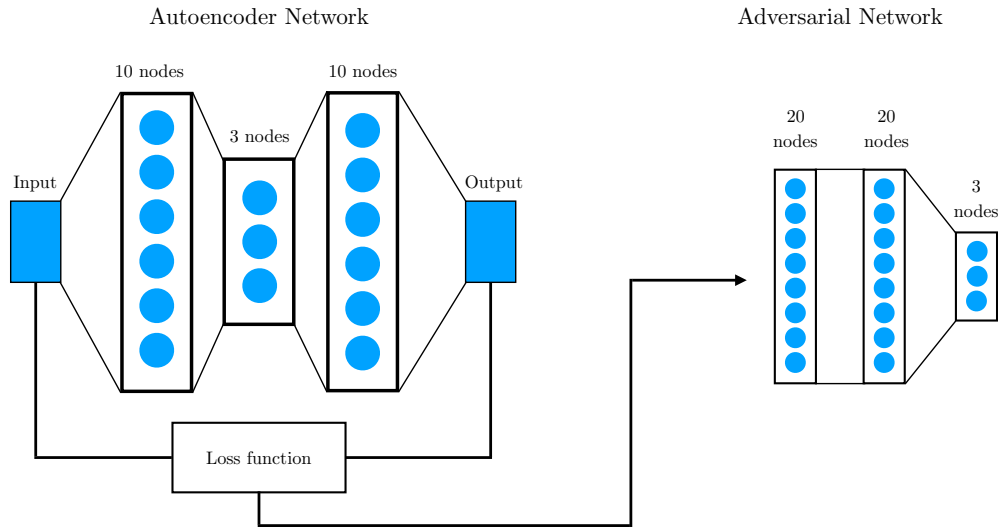 Autoencoder Network
Adversarial Network
10 nodes
10 nodes
3 nodes
Input
Output
20
nodes
20
nodes
3
nodes
Loss function